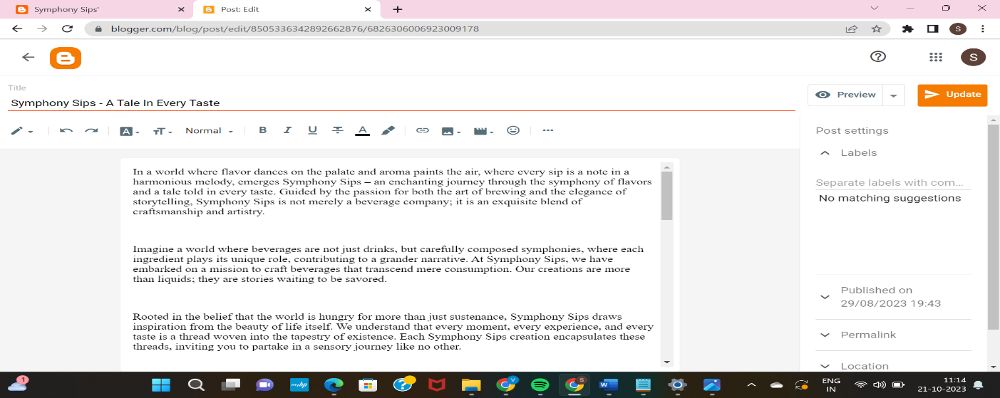 Symphony Sips'
Post: Edit
blogger.com/blog/post/edit/8505336342892662876/6826306006923009178
S
S
Title
Symphony Sips - A Tale In Every Taste
Preview
Update
Normal
B I U A
In a world where flavor dances on the palate and aroma paints the air, where every sip is a note in a
harmonious melody, emerges Symphony Sips – an enchanting journey through the symphony of flavors
and a tale told in every taste. Guided by the passion for both the art of brewing and the elegance of
storytelling, Symphony Sips is not merely a beverage company; it is an exquisite blend of
craftsmanship and artistry.
Imagine a world where beverages are not just drinks, but carefully composed symphonies, where each
ingredient plays its unique role, contributing to a grander narrative. At Symphony Sips, we have
embarked on a mission to craft beverages that transcend mere consumption. Our creations are more
than liquids; they are stories waiting to be savored.
Rooted in the belief that the world is hungry for more than just sustenance, Symphony Sips draws
inspiration from the beauty of life itself. We understand that every moment, every experience, and every
taste is a thread woven into the tapestry of existence. Each Symphony Sips creation encapsulates these
threads, inviting you to partake in a sensory journey like no other.
Post settings
Labels
Separate labels with com...
No matching suggestions
Published on
29/08/2023 19:43
Permalink
Location
1
myhp
V
S
W
ENG
IN
11:14
21-10-2023